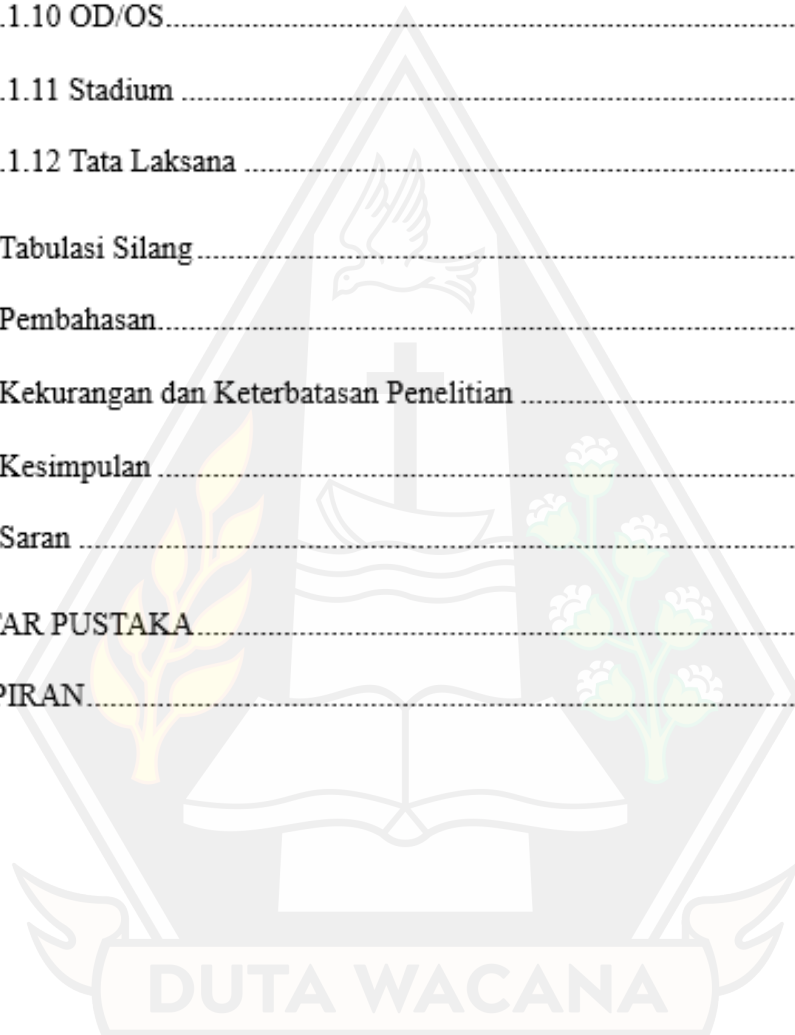 .1.10 OD/OS
.1.11 Stadium
.1.12 Tata Laksana
Tabulasi Silang
Pembahasan
Kekurangan dan Keterbatasan Penelitian
Kesimpulan
Saran
TAR PUSTAKA
PIRAN
DUTA WACANA